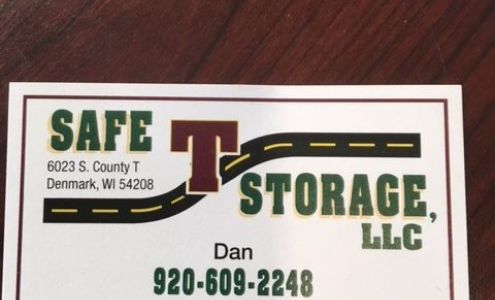 SAFE T
6023 S. County T
Denmark, WI 54208
STORAGE,
LLC
Dan
920-609-2248